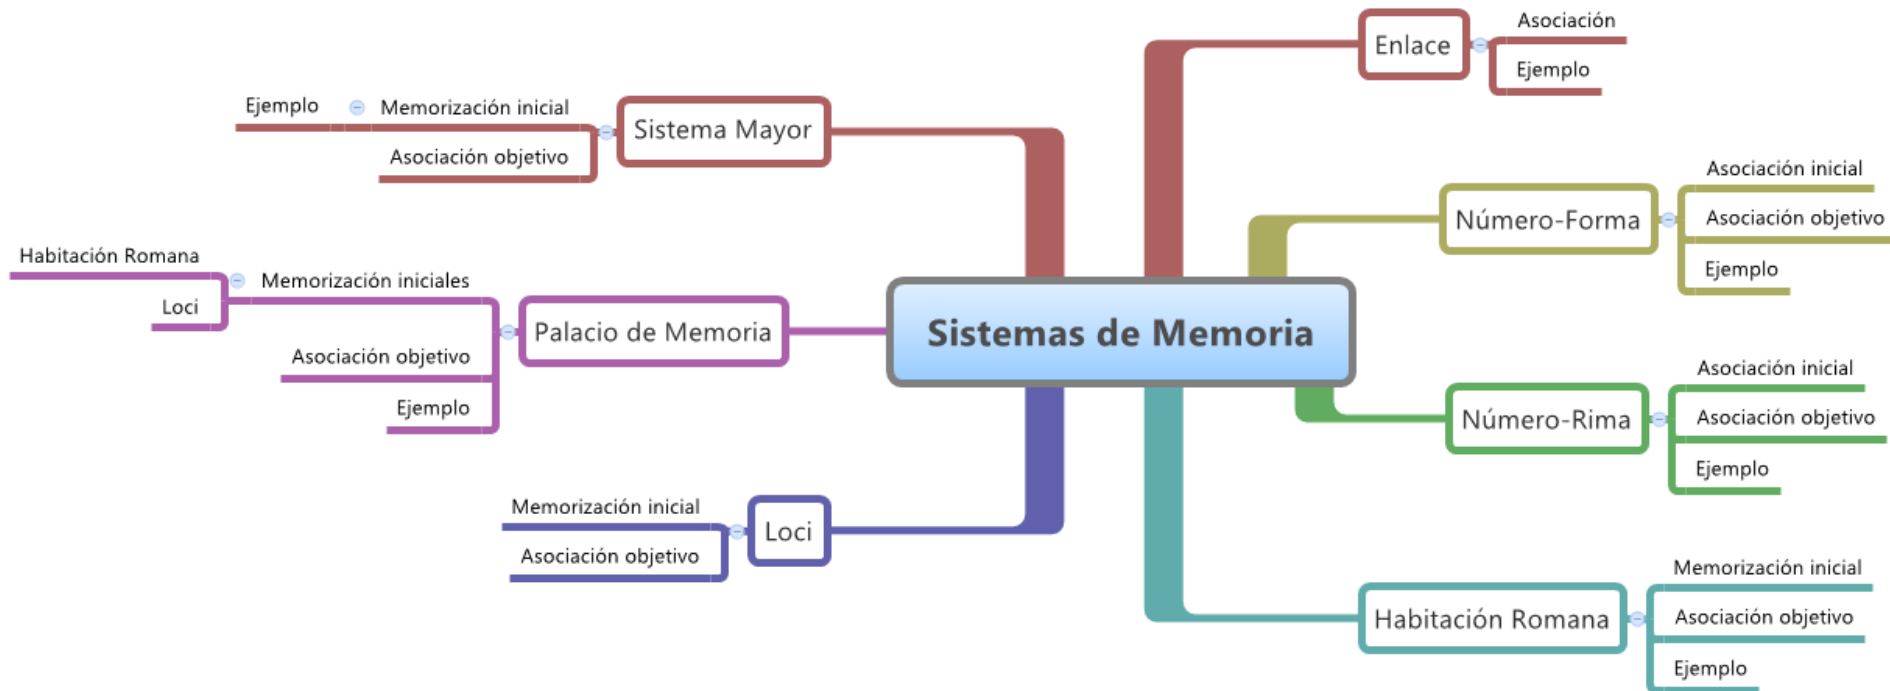 Sistemas de Memoria
Enlace
Asociación
Ejemplo
Número-Forma
Asociación inicial
Asociación objetivo
Ejemplo
Número-Rima
Asociación inicial
Asociación objetivo
Ejemplo
Habitación Romana
Memorización inicial
Asociación objetivo
Ejemplo
Loci
Memorización inicial
Asociación objetivo
Palacio de Memoria
Memorización iniciales
Habitación Romana
Loci
Asociación objetivo
Ejemplo
Sistema Mayor
Memorización inicial
Ejemplo
Asociación objetivo